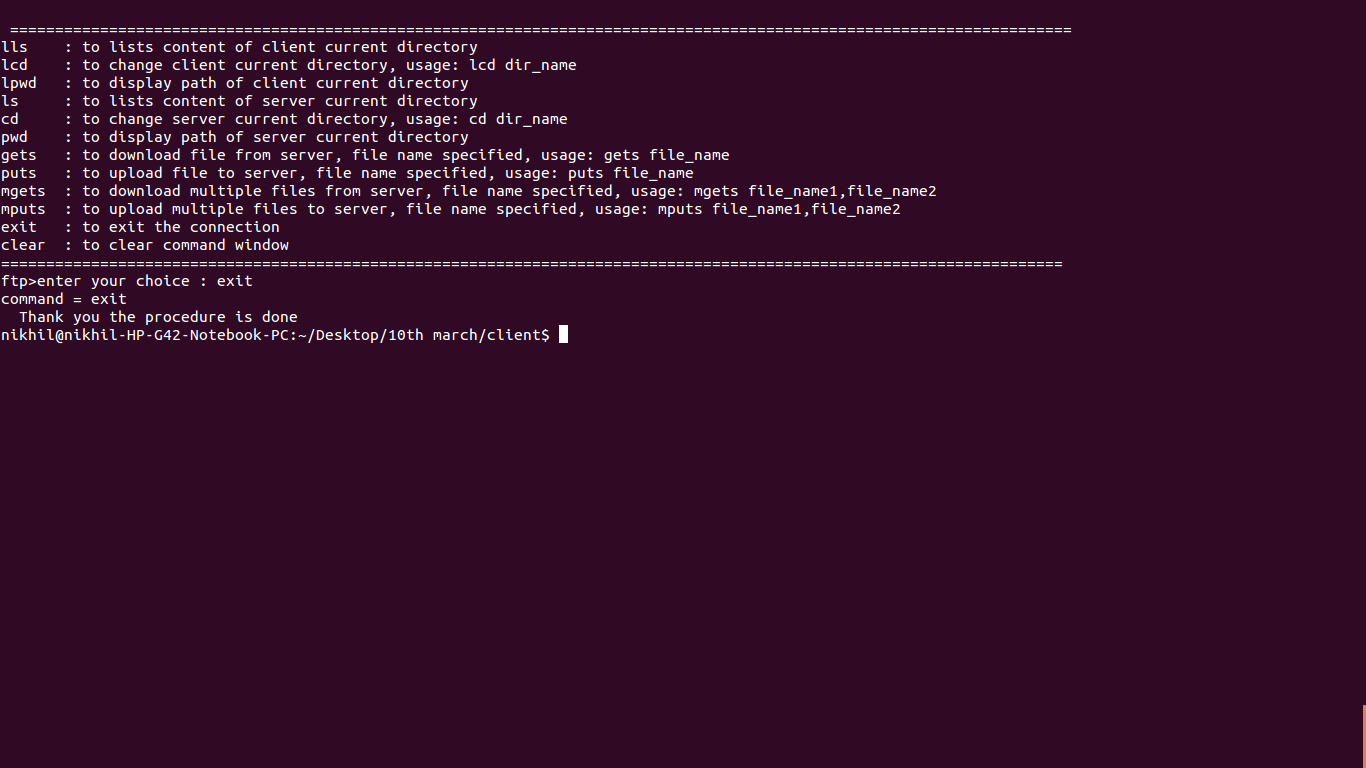 ======================================================================================================================
lls    : to lists content of client current directory
lcd    : to change client current directory, usage: lcd dir_name
lpwd   : to display path of client current directory
ls     : to lists content of server current directory
cd     : to change server current directory, usage: cd dir_name
pwd    : to display path of server current directory
gets   : to download file from server, file name specified, usage: gets file_name
puts   : to upload file to server, file name specified, usage: puts file_name
mgets  : to download multiple files from server, file name specified, usage: mgets file_name1,file_name2
mputs  : to upload multiple files to server, file name specified, usage: mputs file_name1,file_name2
exit   : to exit the connection
clear  : to clear command window
======================================================================================================================
ftp>enter your choice : exit
command = exit
  Thank you the procedure is done
nikhil@nikhil-HP-G42-Notebook-PC:~/Desktop/10th march/client$